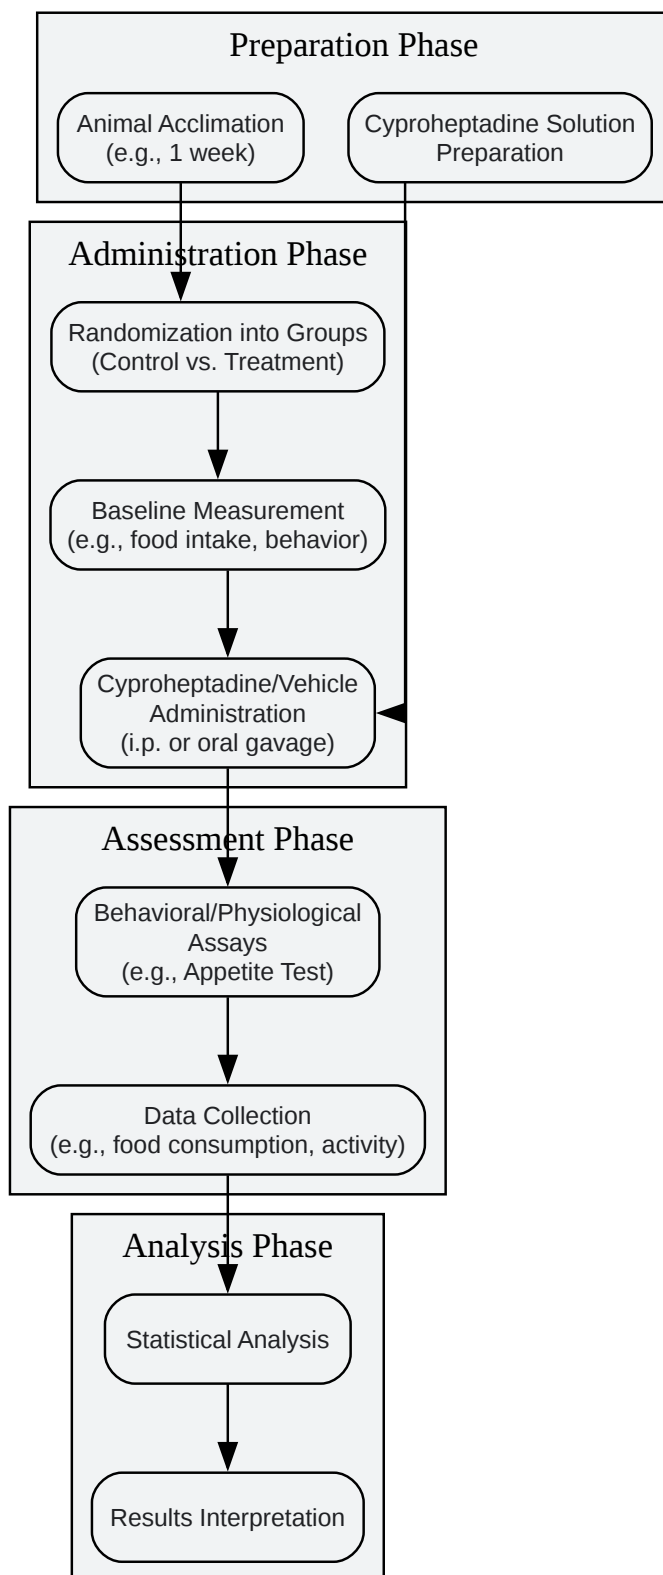 Preparation Phase
Animal Acclimation
(e.g., 1 week)
Cyproheptadine Solution
Preparation
Administration Phase
Randomization into Groups
(Control vs. Treatment)
Baseline Measurement
(e.g., food intake, behavior)
Cyproheptadine/Vehicle
Administration
(i.p. or oral gavage)
Assessment Phase
Behavioral/Physiological
Assays
(e.g., Appetite Test)
Data Collection
(e.g., food consumption, activity)
Analysis Phase
Statistical Analysis
Results Interpretation